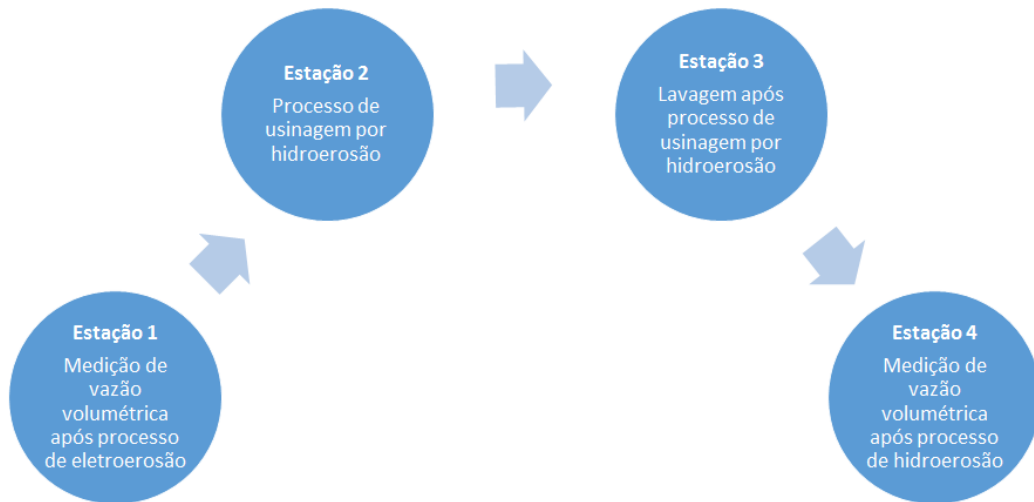 Estação 1
Medição de
vazão
volumétrica
após processo
de eletroerosão
Estação 2
Processo de
usinagem por
hidroerosão
Estação 3
Lavagem após
processo de
usinagem por
hidroerosão
Estação 4
Medição de
vazão
volumétrica
após processo
de hidroerosão